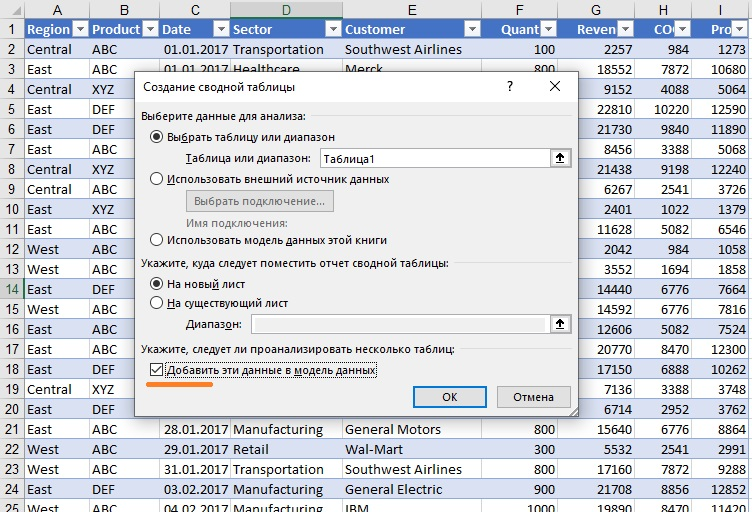 A B C D E F G H I
1 Region Product Date Sector Customer Quant Reven CO Pro
2 Central ABC 01.01.2017 Transportation Southwest Airlines 100 2257 984 1273
3 East ABC 01.01.2017 Healthcare Merck 800 18552 7872 10680
4 Central XYZ 9152 4088 5064
5 East DEF 22810 10220 12590
6 East DEF 21730 9840 11890
7 East ABC 8456 3388 5068
8 Central XYZ 21438 9198 12240
9 Central ABC 6267 2541 3726
10 East XYZ 2401 1022 1379
11 East ABC 11628 5082 6546
12 West ABC 2042 984 1058
13 West ABC 3552 1694 1858
14 East DEF 14440 6776 7664
15 West ABC 14592 6776 7816
16 East ABC 12606 5082 7524
17 East ABC 20770 8470 12300
18 East DEF 17150 6888 10262
19 Central XYZ 7136 3388 3748
20 East DEF 6714 2952 3762
21 East ABC 28.01.2017 Manufacturing General Motors 800 15640 6776 8864
22 West ABC 29.01.2017 Retail Wal-Mart 300 5532 2541 2991
23 West ABC 31.01.2017 Transportation Southwest Airlines 800 17160 7872 9288
24 East DEF 03.02.2017 Manufacturing General Electric 900 21708 8856 12852
25 West ABC 04.02.2017 Manufacturing IBM 1000 19890 8470 11420
Создание сводной таблицы ? ×
Выберите данные для анализа:
Выбрать таблицу или диапазон
Таблица или диапазон: Таблица1
Использовать внешний источник данных
Выбрать подключение...
Имя подключения:
Использовать модель данных этой книги
Укажите, куда следует поместить отчет сводной таблицы:
На новый лист
На существующий лист
Диапазон:
Укажите, следует ли проанализировать несколько таблиц:
Добавить эти данные в модель данных
ОК Отмена